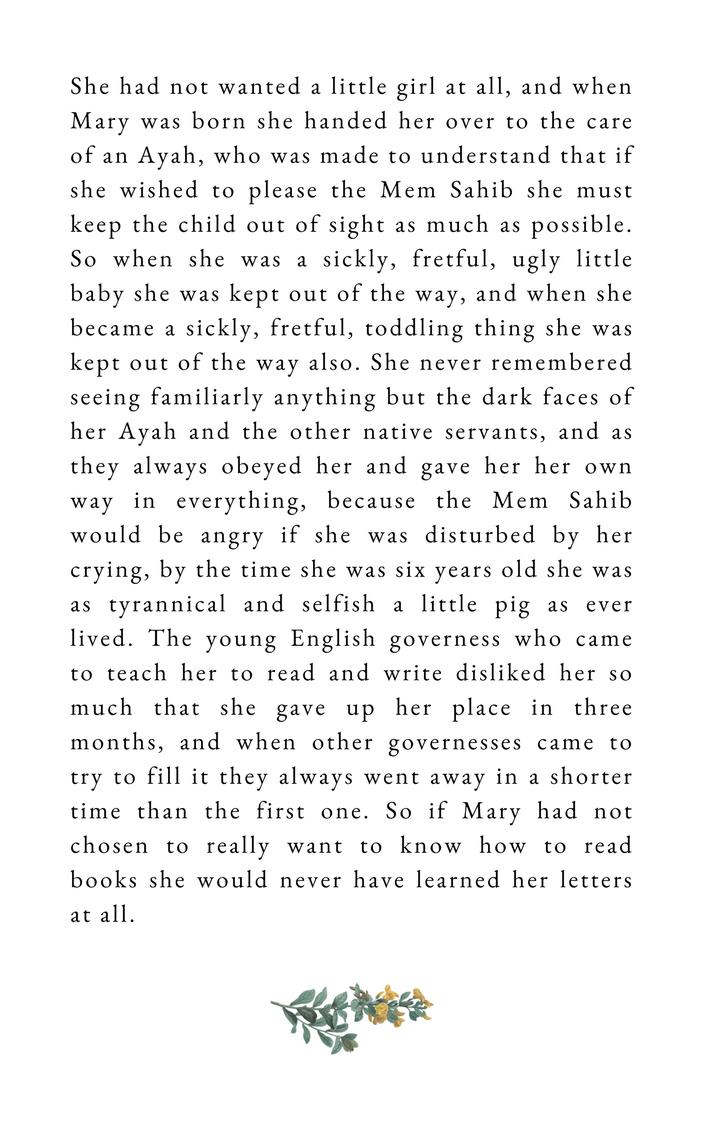 She had not wanted a little girl at all, and when
Mary was born she handed her over to the care
of an Ayah, who was made to understand that if
she wished to please the Mem Sahib she must
keep the child out of sight as much as possible.
So when she was a sickly, fretful, ugly little
baby she was kept out of the way, and when she
became a sickly, fretful, toddling thing she was
kept out of the way also. She never remembered
seeing familiarly anything but the dark faces of
her Ayah and the other native servants, and as
they always obeyed her and gave her her own
way in everything, because the Mem Sahib
would be angry if she was disturbed by her
crying, by the time she was six years old she was
as tyrannical and selfish a little pig as ever
lived. The young English governess who came
to teach her to read and write disliked her so
much that she gave up her place in three
months, and when other governesses came to
try to fill it they always went away in a shorter
time than the first one. So if Mary had not
chosen to really want to know how to read
books she would never have learned her letters
at all.